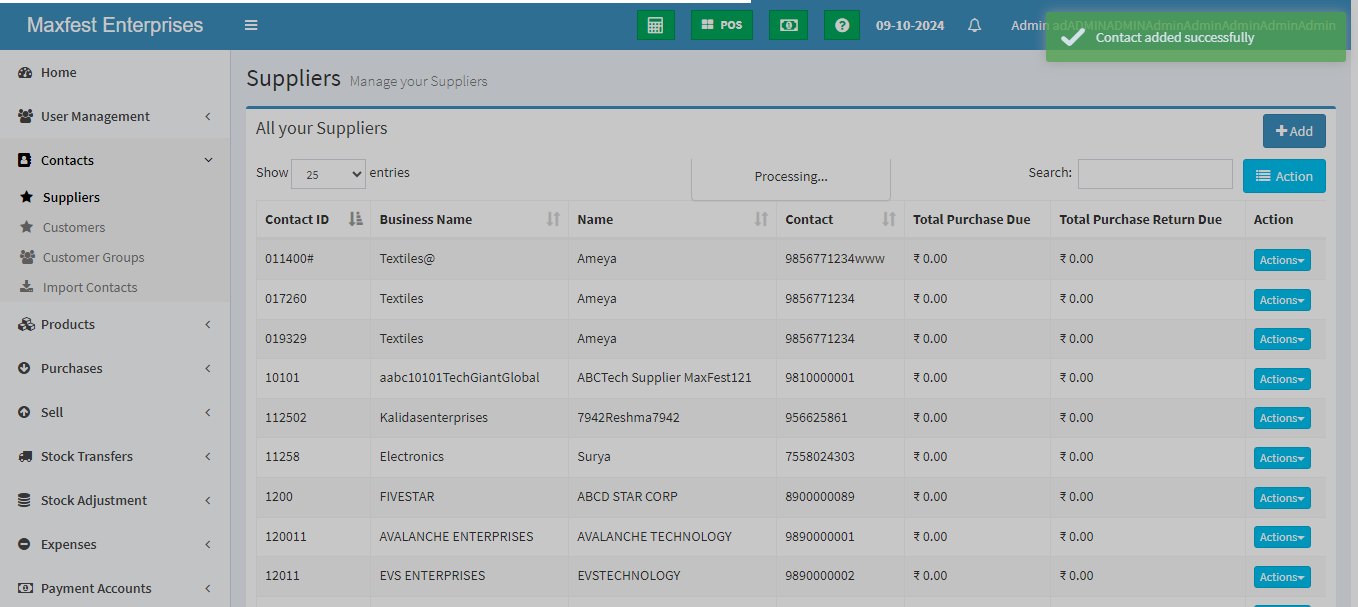 Maxfest Enterprises
POS
09-10-2024
Admin adADMINADMINAdminAdminAdminAdminAdmin
Contact added successfully
Home
User Management
Contacts
Suppliers
Customers
Customer Groups
Import Contacts
Products
Purchases
Sell
Stock Transfers
Stock Adjustment
Expenses
Payment Accounts
Suppliers Manage your Suppliers
All your Suppliers
Add
Show 25 entries
Processing...
Search:
Action
Contact ID Business Name Name Contact Total Purchase Due Total Purchase Return Due Action
011400# Textiles@ Ameya 9856771234www ₹ 0.00 ₹ 0.00 Actions
017260 Textiles Ameya 9856771234 ₹ 0.00 ₹ 0.00 Actions
019329 Textiles Ameya 9856771234 ₹ 0.00 ₹ 0.00 Actions
10101 aabc10101TechGiantGlobal ABCTech Supplier MaxFest121 9810000001 ₹ 0.00 ₹ 0.00 Actions
112502 Kalidasenterprises 7942Reshma7942 956625861 ₹ 0.00 ₹ 0.00 Actions
11258 Electronics Surya 7558024303 ₹ 0.00 ₹ 0.00 Actions
1200 FIVESTAR ABCD STAR CORP 8900000089 ₹ 0.00 ₹ 0.00 Actions
120011 AVALANCHE ENTERPRISES AVALANCHE TECHNOLOGY 9890000001 ₹ 0.00 ₹ 0.00 Actions
12011 EVS ENTERPRISES EVSTECHNOLOGY 9890000002 ₹ 0.00 ₹ 0.00 Actions